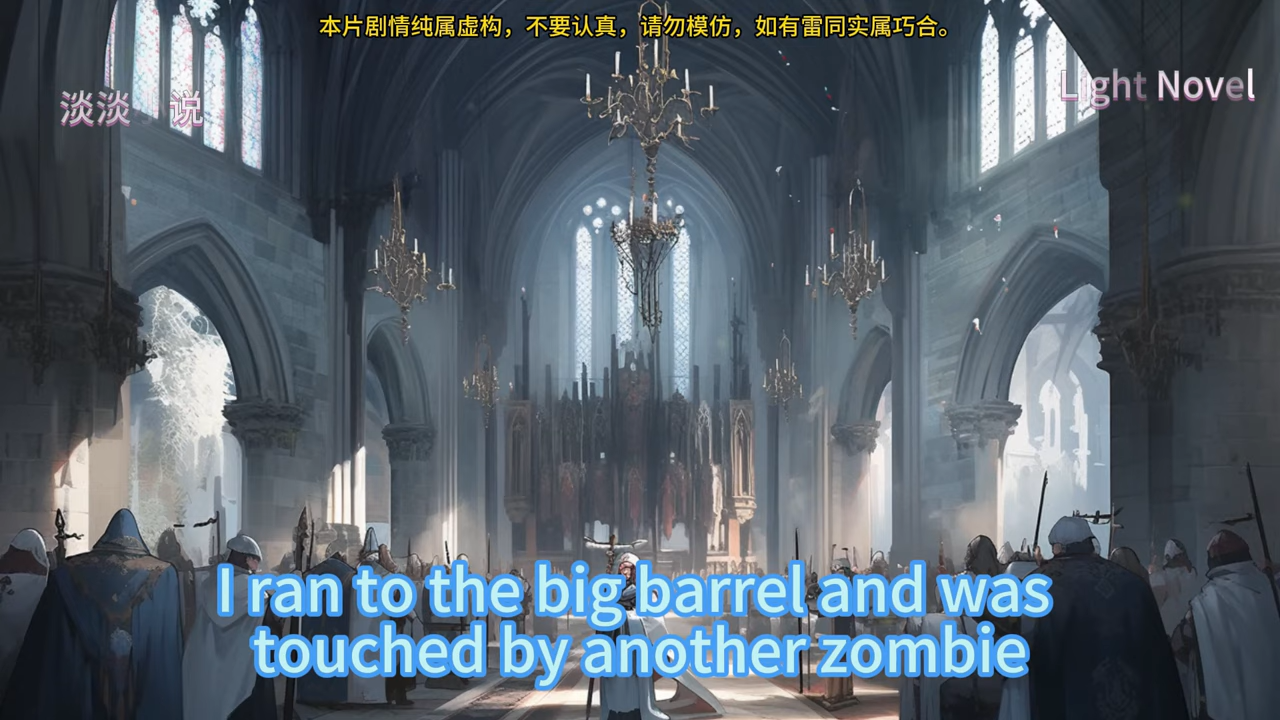 本片剧情纯属虚构，不要认真，请勿模仿，如有雷同实属巧合。
淡淡 说
Light Novel
I ran to the big barrel and was
touched by another zombie